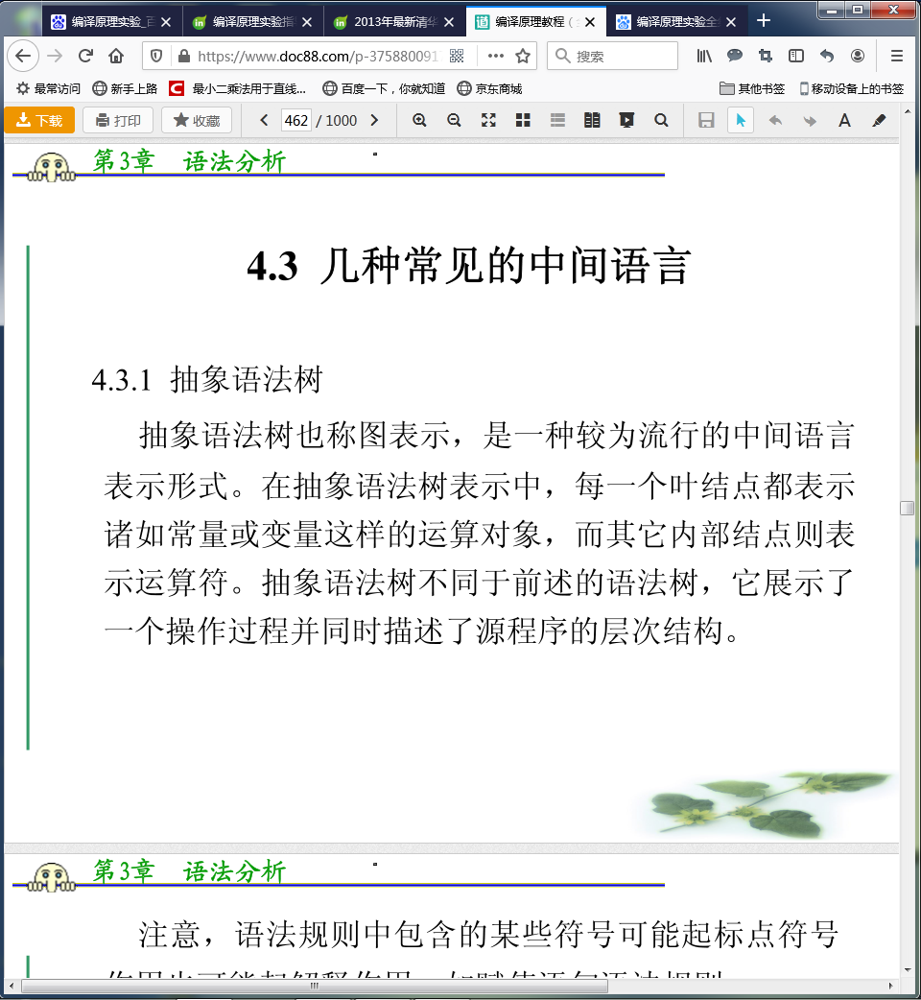 编译原理实验_百
编译原理实验指
2013年最新清华
编译原理教程（
编译原理实验全
https://www.doc88.com/p-37588009
搜索
最常访问 新手上路 最小二乘法用于直线... 百度一下，你就知道 京东商城 其他书签 移动设备上的书签
下载 打印 收藏 462 / 1000 A
第3章 语法分析
4.3 几种常见的中间语言
4.3.1 抽象语法树
抽象语法树也称图表示，是一种较为流行的中间语言
表示形式。在抽象语法树表示中，每一个叶结点都表示
诸如常量或变量这样的运算对象，而其它内部结点则表
示运算符。抽象语法树不同于前述的语法树，它展示了
一个操作过程并同时描述了源程序的层次结构。
第3章 语法分析
注意，语法规则中包含的某些符号可能起标点符号